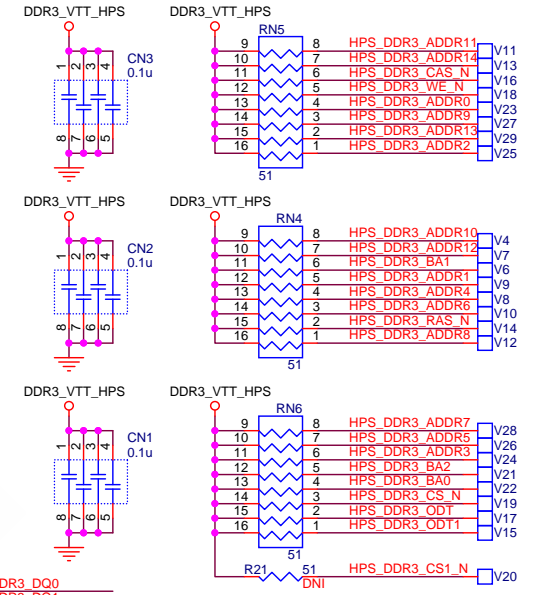 DDR3_VTT_HPS DDR3_VTT_HPS
RN5
CN3
0.1u
1 2 3 4
8 7 6 5
9 8 HPS_DDR3_ADDR11 V11
10 7 HPS_DDR3_ADDR14 V13
11 6 HPS_DDR3_CAS_N V16
12 5 HPS_DDR3_WE_N V18
13 4 HPS_DDR3_ADDR0 V23
14 3 HPS_DDR3_ADDR9 V27
15 2 HPS_DDR3_ADDR13 V29
16 1 HPS_DDR3_ADDR2 V25
51
DDR3_VTT_HPS DDR3_VTT_HPS
RN4
CN2
0.1u
1 2 3 4
8 7 6 5
9 8 HPS_DDR3_ADDR10 V4
10 7 HPS_DDR3_ADDR12 V7
11 6 HPS_DDR3_BA1 V6
12 5 HPS_DDR3_ADDR1 V9
13 4 HPS_DDR3_ADDR4 V8
14 3 HPS_DDR3_ADDR6 V10
15 2 HPS_DDR3_RAS_N V14
16 1 HPS_DDR3_ADDR8 V12
51
DDR3_VTT_HPS DDR3_VTT_HPS
RN6
CN1
0.1u
1 2 3 4
8 7 6 5
9 8 HPS_DDR3_ADDR7 V28
10 7 HPS_DDR3_ADDR5 V26
11 6 HPS_DDR3_ADDR3 V24
12 5 HPS_DDR3_BA2 V21
13 4 HPS_DDR3_BA0 V22
14 3 HPS_DDR3_CS_N V19
15 2 HPS_DDR3_ODT V17
16 1 HPS_DDR3_ODT1 V15
51
R21 51 HPS_DDR3_CS1_N V20
DNI
DR3_DQ0